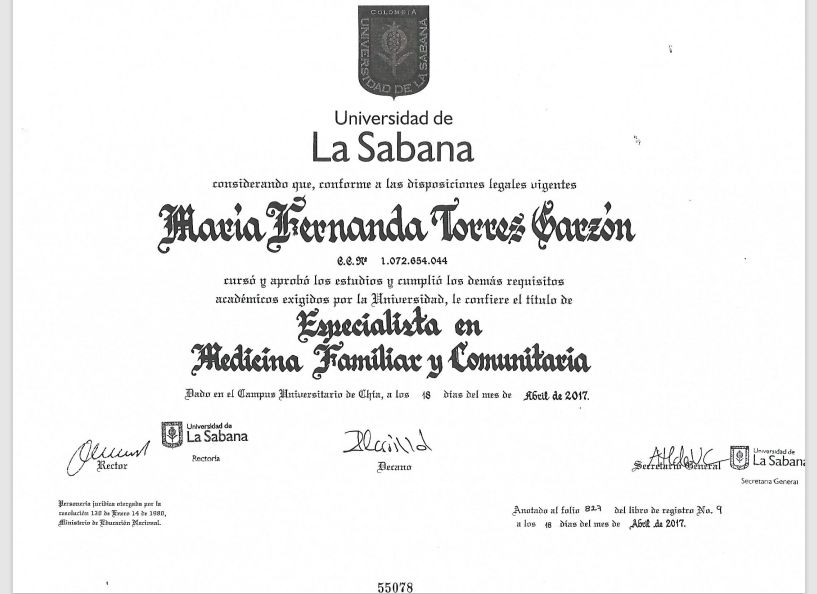 COLOMBIA
UNIVERSIDAD DE LA SABANA
Universidad de
La Sabana
considerando que, conforme a las disposiciones legales vigentes
María Fernanda Torres Garzón
C.C. Nº 1.072.654.044
cursó y aprobó los estudios y cumplió los demás requisitos
académicos exigidos por la Universidad, le confiere el título de
Especialista en
Medicina Familiar y Comunitaria
Dado en el Campus Universitario de Chía, a los 18 días del mes de Abril de 2017.
Universidad de
La Sabana
Rectoría
Rector
Decano
Secretario General
Universidad de
La Sabana
Secretaría General
Personería jurídica otorgada por la
resolución 130 de Enero 14 de 1980,
Ministerio de Educación Nacional.
Anotado al folio 827 del libro de registro No. 9
a los 18 días del mes de Abril de 2017.
55078